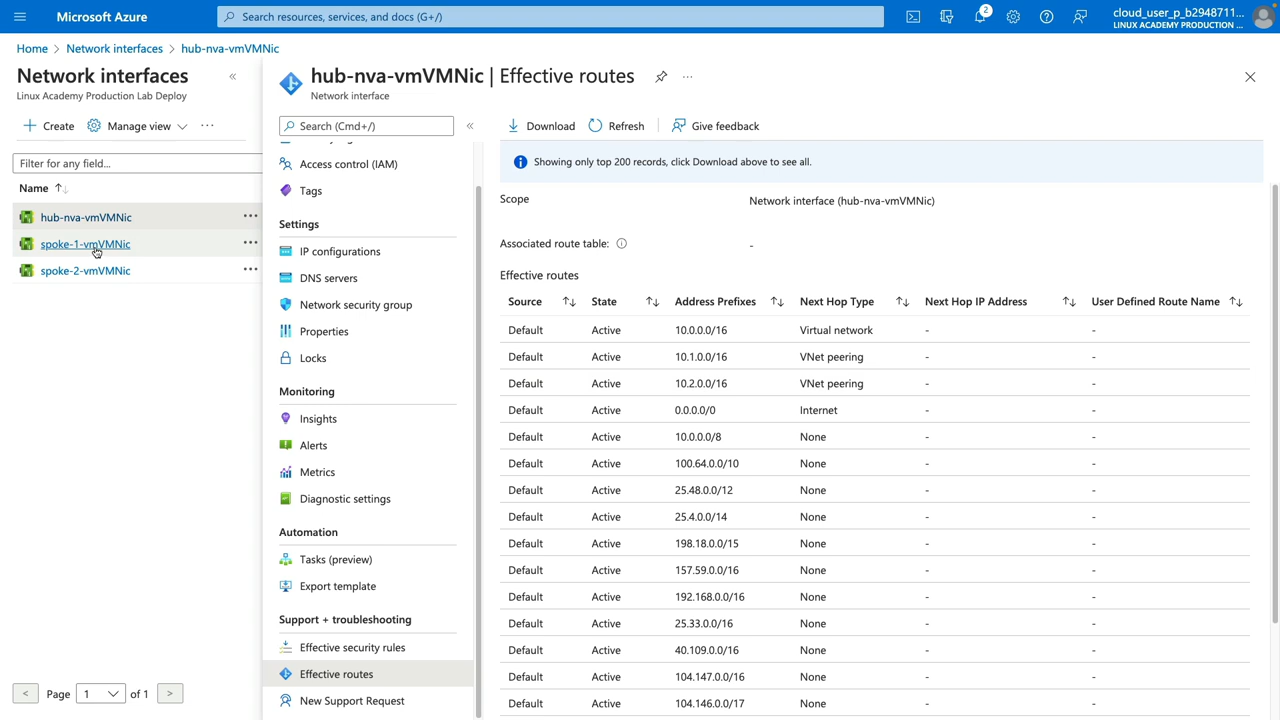 Microsoft Azure
Search resources, services, and docs (G+/)
2
cloud_user_p_b2948711...
LINUX ACADEMY PRODUCTION ...
Home > Network interfaces > hub-nva-vmVMNic
Network interfaces «
Linux Academy Production Lab Deploy
Create Manage view ...
Filter for any field...
Name ↑↓
hub-nva-vmVMNic ...
spoke-1-vmVMNic ...
spoke-2-vmVMNic ...
< Page 1 of 1 >
hub-nva-vmVMNic | Effective routes ...
Network interface
Search (Cmd+/) «
Access control (IAM)
Tags
Settings
IP configurations
DNS servers
Network security group
Properties
Locks
Monitoring
Insights
Alerts
Metrics
Diagnostic settings
Automation
Tasks (preview)
Export template
Support + troubleshooting
Effective security rules
Effective routes
New Support Request
Download Refresh Give feedback
Showing only top 200 records, click Download above to see all.
Scope Network interface (hub-nva-vmVMNic)
Associated route table: -
Effective routes
Source ↑↓ State ↑↓ Address Prefixes ↑↓ Next Hop Type ↑↓ Next Hop IP Address ↑↓ User Defined Route Name ↑↓
Default Active 10.0.0.0/16 Virtual network - -
Default Active 10.1.0.0/16 VNet peering - -
Default Active 10.2.0.0/16 VNet peering - -
Default Active 0.0.0.0/0 Internet - -
Default Active 10.0.0.0/8 None - -
Default Active 100.64.0.0/10 None - -
Default Active 25.48.0.0/12 None - -
Default Active 25.4.0.0/14 None - -
Default Active 198.18.0.0/15 None - -
Default Active 157.59.0.0/16 None - -
Default Active 192.168.0.0/16 None - -
Default Active 25.33.0.0/16 None - -
Default Active 40.109.0.0/16 None - -
Default Active 104.147.0.0/16 None - -
Default Active 104.146.0.0/17 None - -